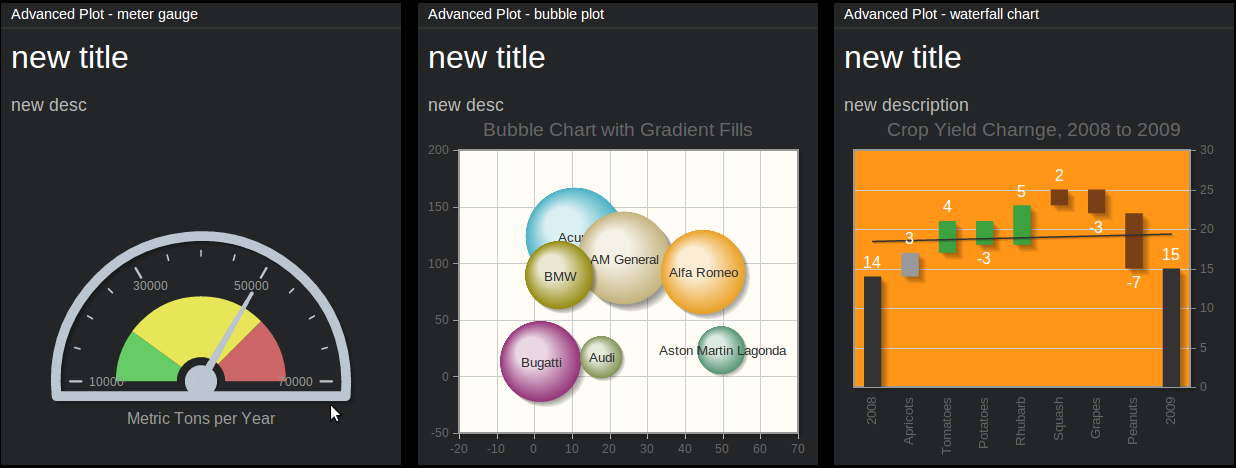 Advanced Plot - meter gauge
new title
new desc
30000
50000
10000
70000
Metric Tons per Year
Advanced Plot - bubble plot
new title
new desc
Bubble Chart with Gradient Fills
200
150
100
50
0
-50
-20
-10
0
10
20
30
40
50
60
70
Acur
BMW
AM General
Alfa Romeo
Bugatti
Audi
Aston Martin Lagonda
Advanced Plot - waterfall chart
new title
new description
Crop Yield Charnge, 2008 to 2009
30
25
20
15
10
5
0
14
3
4
-3
5
2
-3
-7
15
2008
Apricots
Tomatoes
Potatoes
Rhubarb
Squash
Grapes
Peanuts
2009